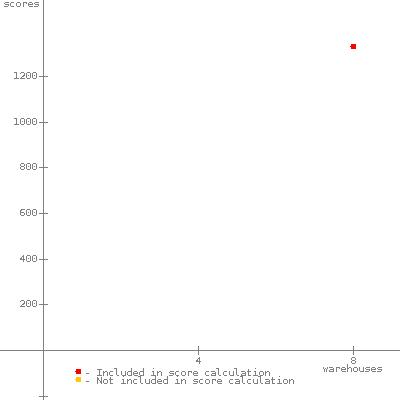 scores
1200
1000
800
600
400
200
4
8
warehouses
- Included in score calculation
- Not included in score calculation